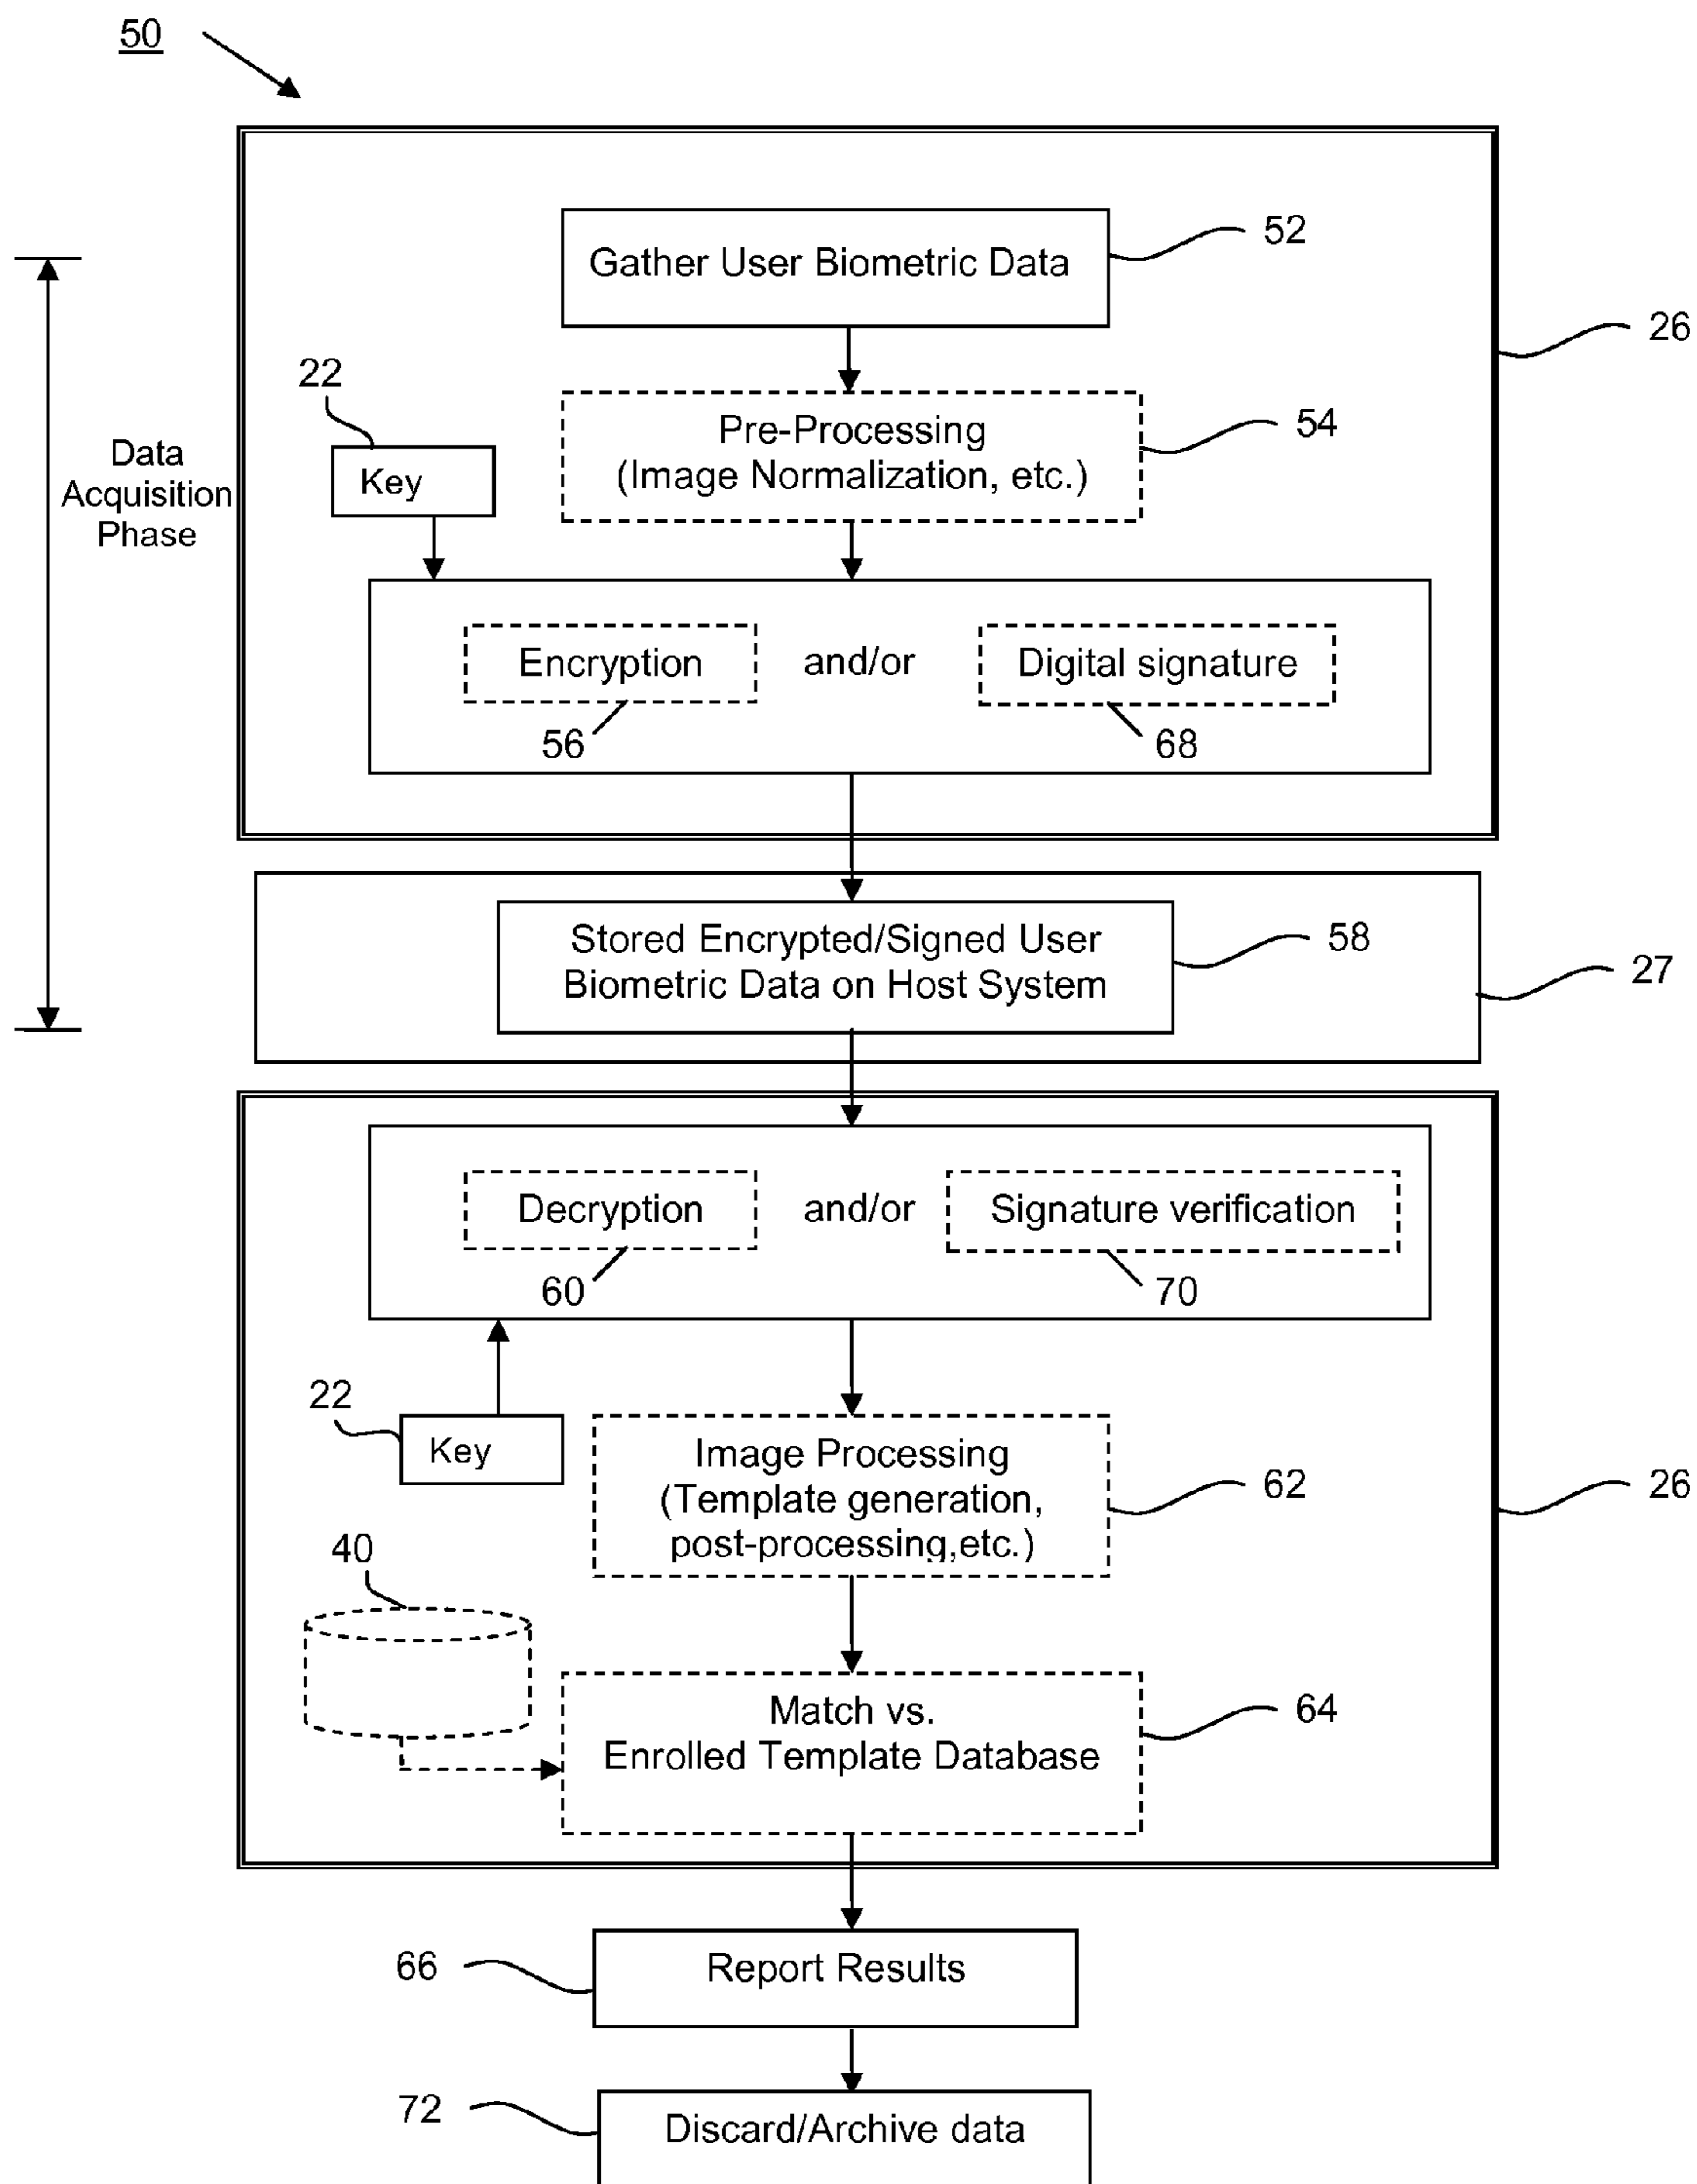 50
Gather User Biometric Data
52
26
Data
Acquisition
Phase
22
Key
Pre-Processing
(Image Normalization, etc.)
54
Encryption
and/or
Digital signature
56
68
Stored Encrypted/Signed User
Biometric Data on Host System
58
27
Decryption
and/or
Signature verification
60
70
22
Key
Image Processing
(Template generation,
post-processing,etc.)
62
26
40
Match vs.
Enrolled Template Database
64
66
Report Results
72
Discard/Archive data